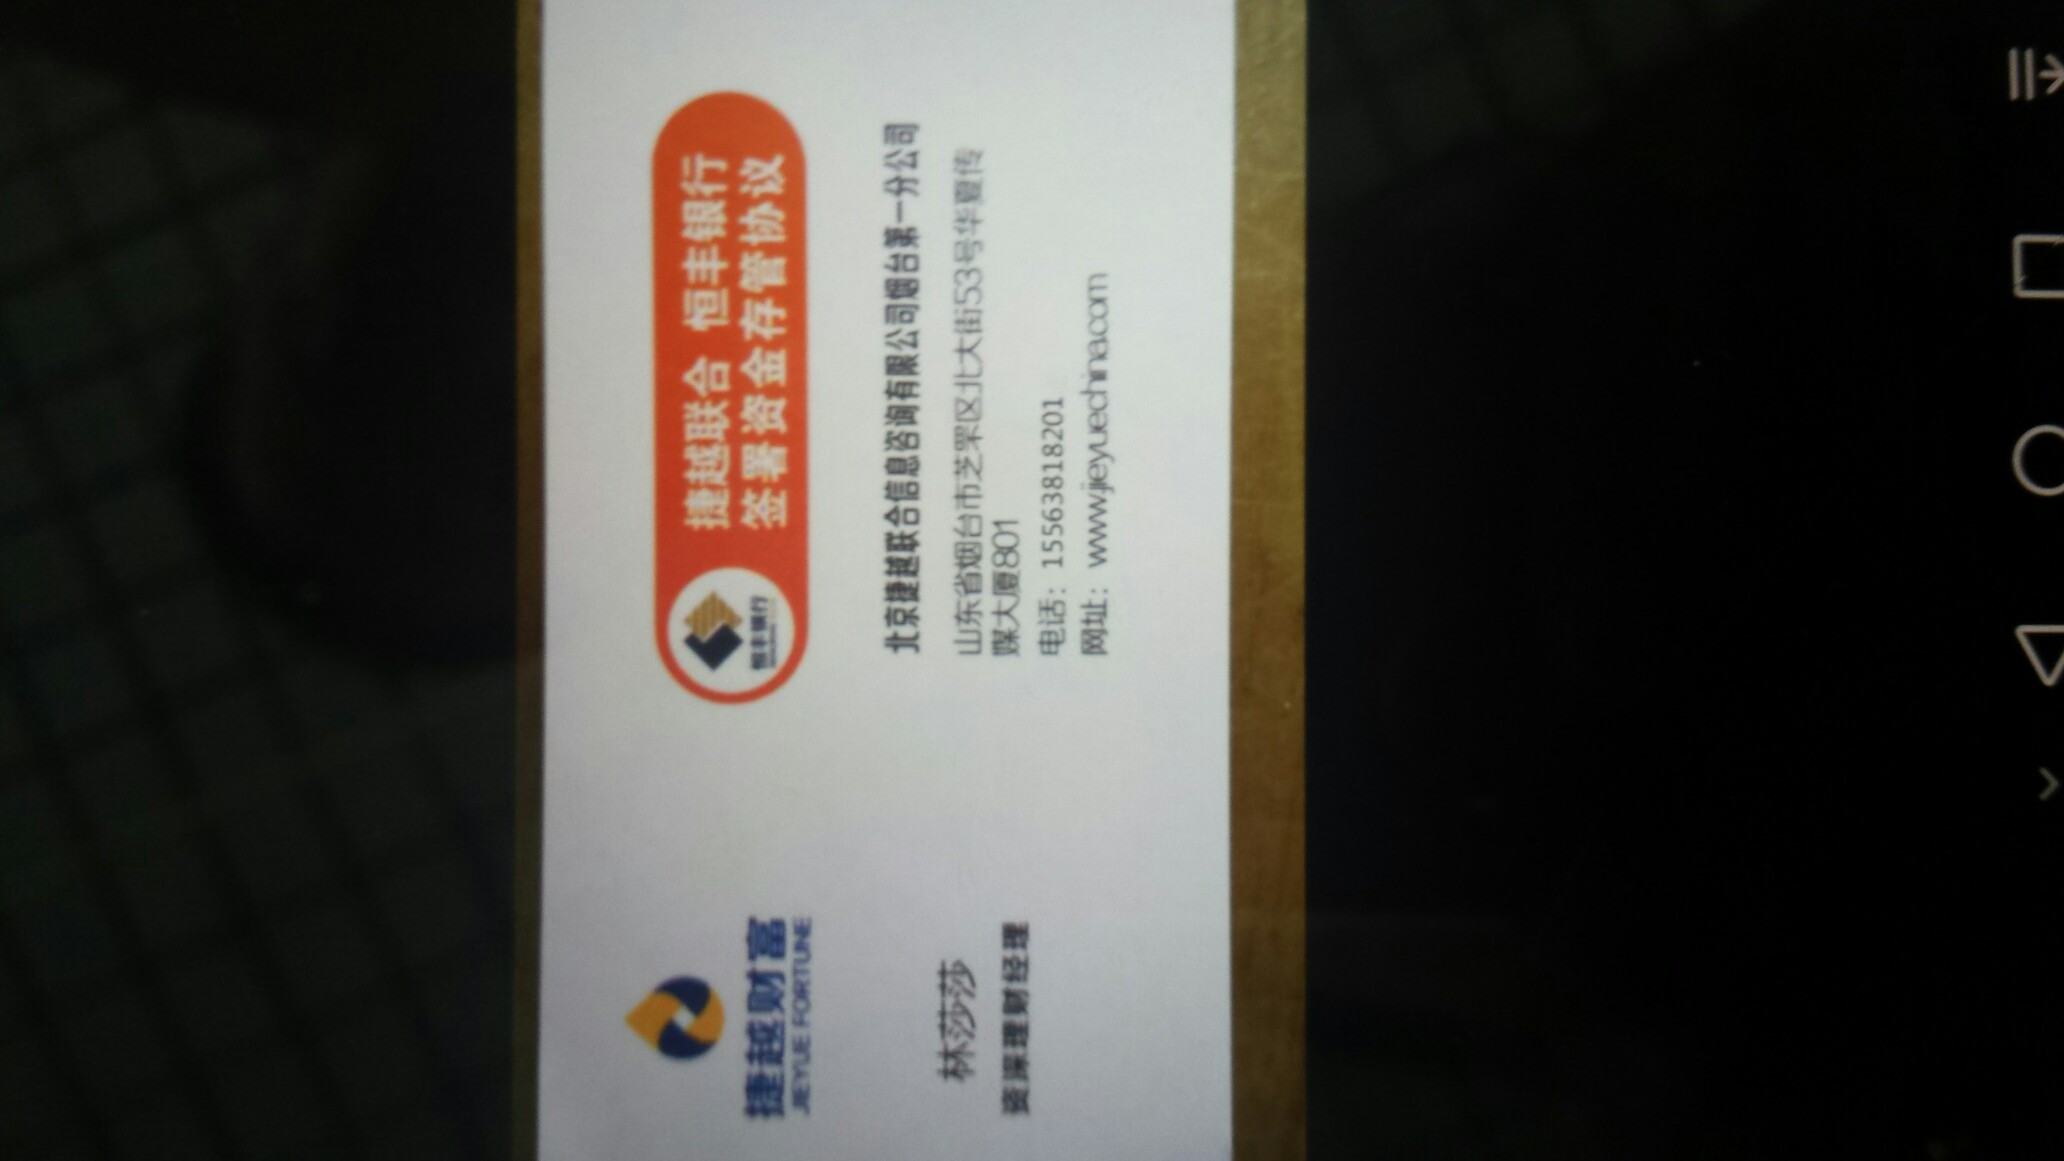 捷越财富
JIEYUE FORTUNE
恒丰银行
捷越联合 恒丰银行
签署资金存管协议
林莎莎
资深理财经理
北京捷越联合信息咨询有限公司烟台第一分公司
山东省烟台市芝罘区北大街53号华夏传
媒大厦801
电话：15563818201
网址：www.jieyuechina.com